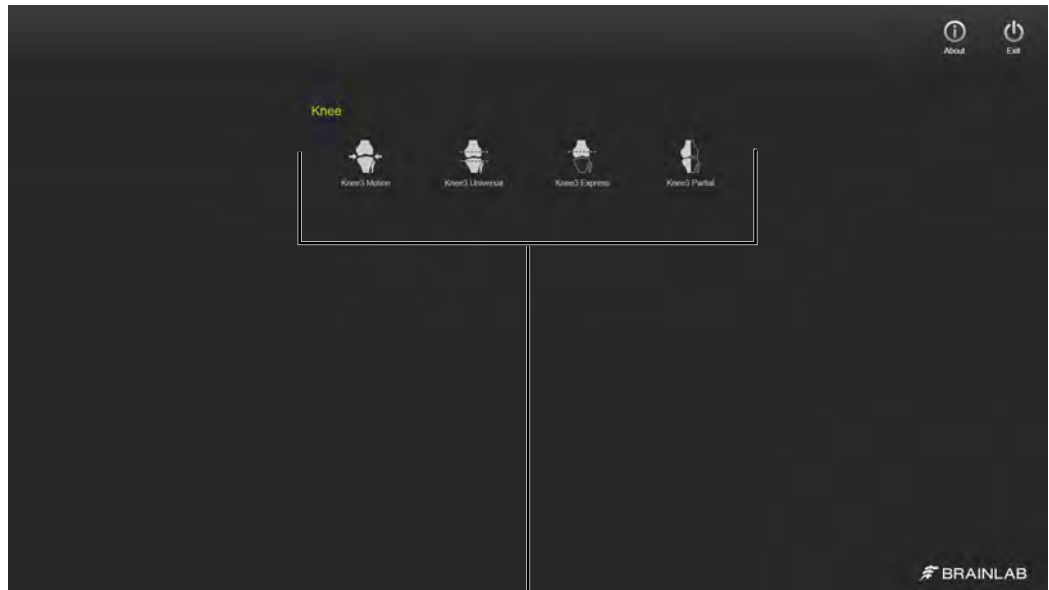 About
Exit
Knee
Knee3 Motion
Knee3 Universal
Knee3 Express
Knee3 Partial
BRAINLAB